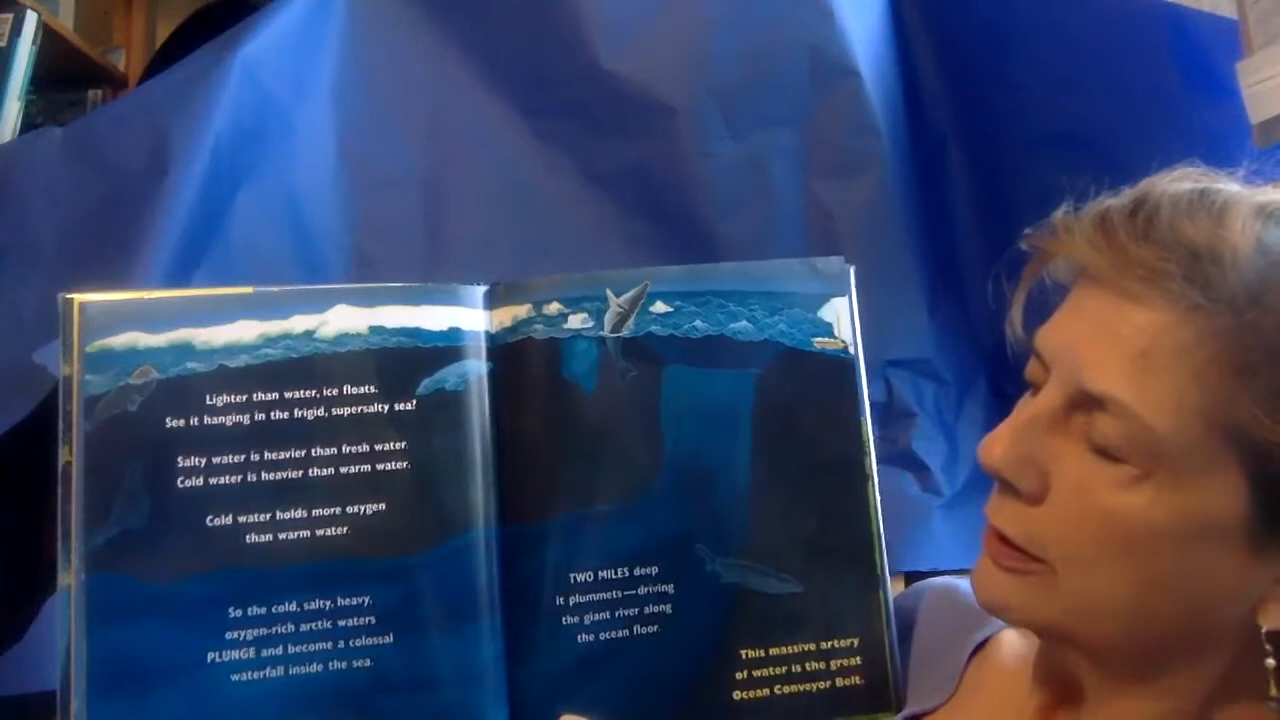 Lighter than water, ice floats.
See it hanging in the frigid, supersalty sea?
Salty water is heavier than fresh water.
Cold water is heavier than warm water.
Cold water holds more oxygen
than warm water.
So the cold, salty, heavy,
oxygen-rich arctic waters
PLUNGE and become a colossal
waterfall inside the sea.
TWO MILES deep
it plummets—driving
the giant river along
the ocean floor.
This massive artery
of water is the great
Ocean Conveyor Belt.